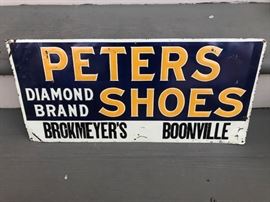 PETERS
DIAMOND BRAND SHOES
BROKMEYER'S BOONVILLE